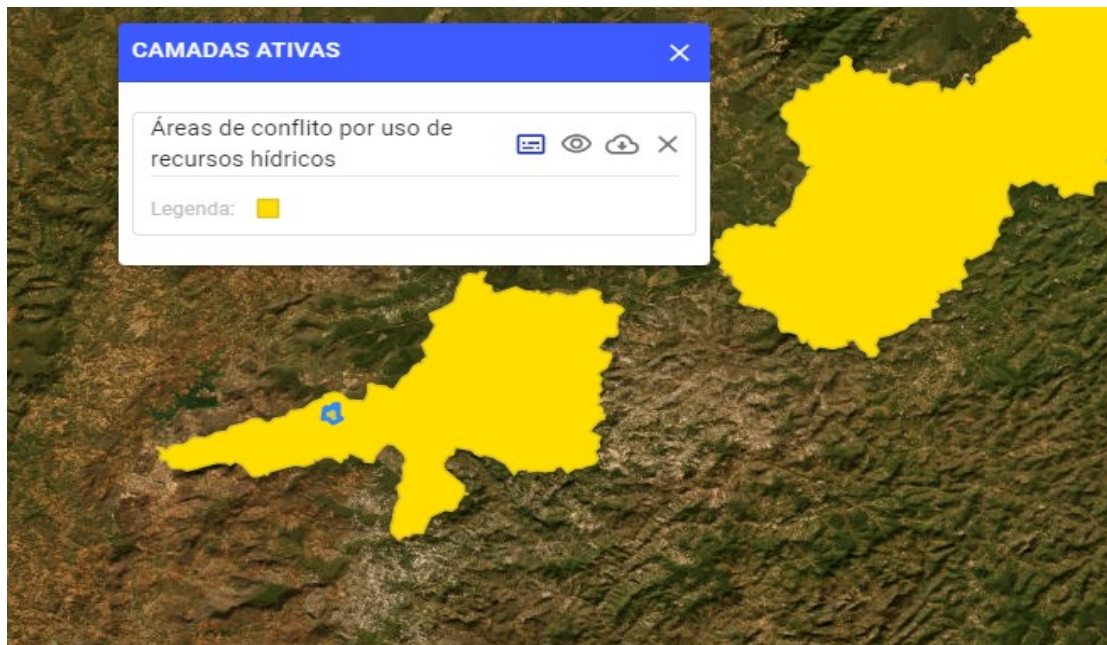 CAMADAS ATIVAS
Áreas de conflito por uso de
recursos hídricos
Legenda: